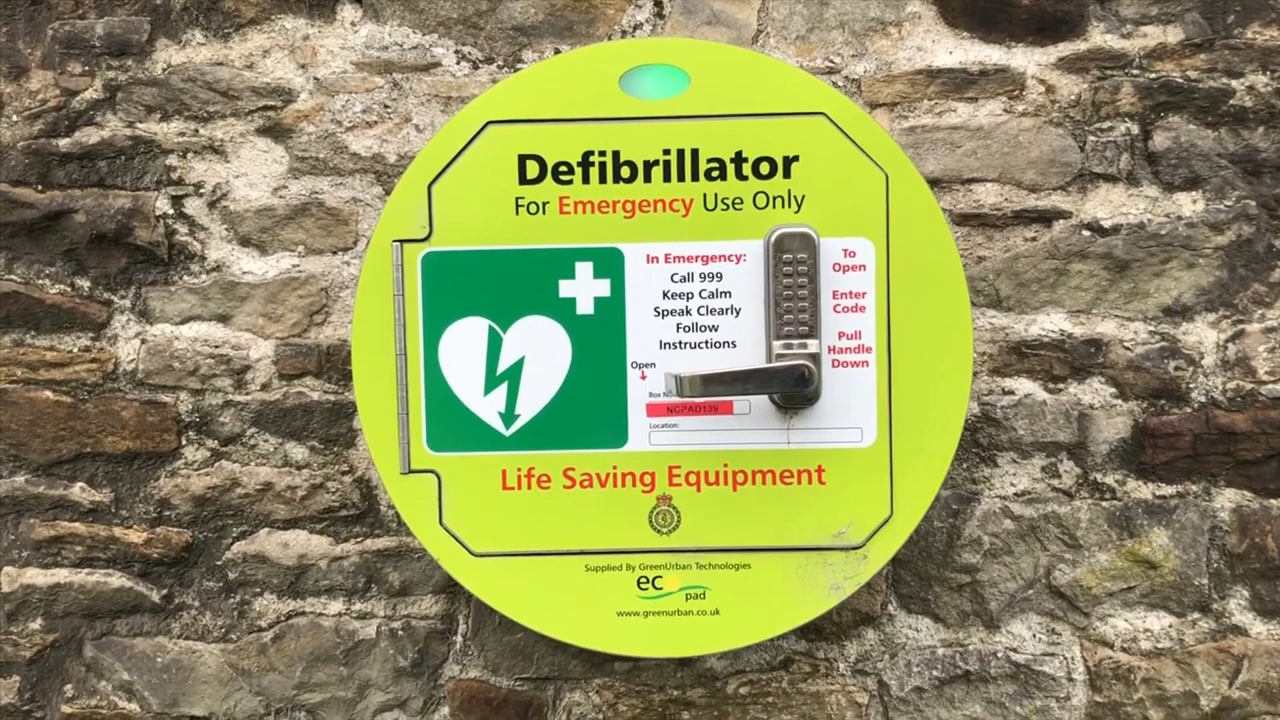 Defibrillator
For Emergency Use Only
In Emergency:
Call 999
Keep Calm
Speak Clearly
Follow
Instructions
To
Open
Enter
Code
Pull
Handle
Down
Open
Box No
NCPAD139
Location:
Life Saving Equipment
Supplied By GreenUrban Technologies
ec
pad
www.greenurban.co.uk